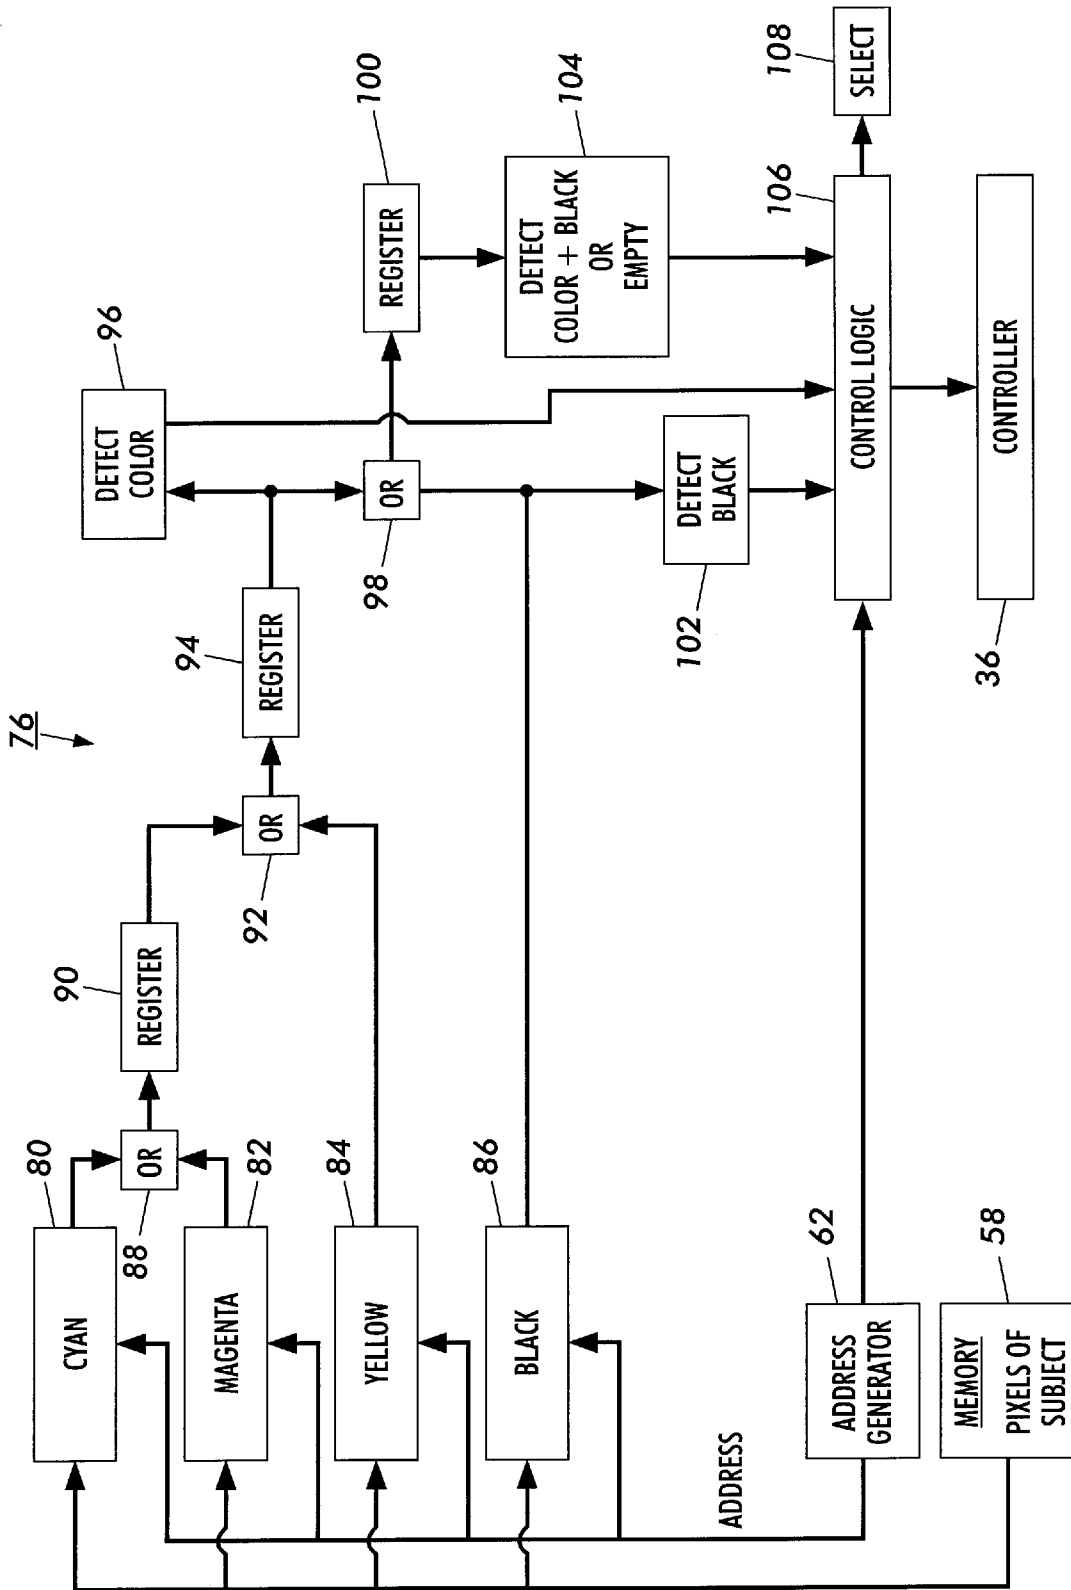 76
80
CYAN
88
OR
90
REGISTER
82
MAGENTA
92
OR
94
REGISTER
96
DETECT
COLOR
84
YELLOW
98
OR
100
REGISTER
86
BLACK
102
DETECT
BLACK
104
DETECT
COLOR + BLACK
OR
EMPTY
ADDRESS
62
ADDRESS
GENERATOR
106
CONTROL LOGIC
108
SELECT
58
MEMORY
PIXELS OF
SUBJECT
36
CONTROLLER